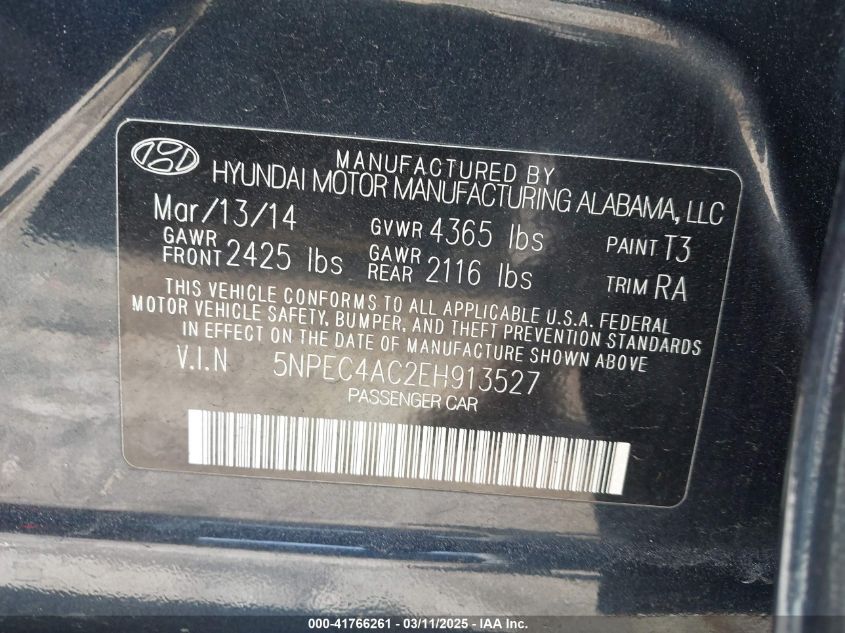 MANUFACTURED BY
HYUNDAI MOTOR MANUFACTURING ALABAMA, LLC
Mar/13/14 GVWR 4365 lbs PAINT T3
GAWR FRONT 2425 lbs GAWR REAR 2116 lbs TRIM RA
THIS VEHICLE CONFORMS TO ALL APPLICABLE U.S.A. FEDERAL
MOTOR VEHICLE SAFETY, BUMPER, AND THEFT PREVENTION STANDARDS
IN EFFECT ON THE DATE OF MANUFACTURE SHOWN ABOVE
V.I.N 5NPEC4AC2EH913527
PASSENGER CAR
000-41766261 - 03/11/2025 - IAA Inc.